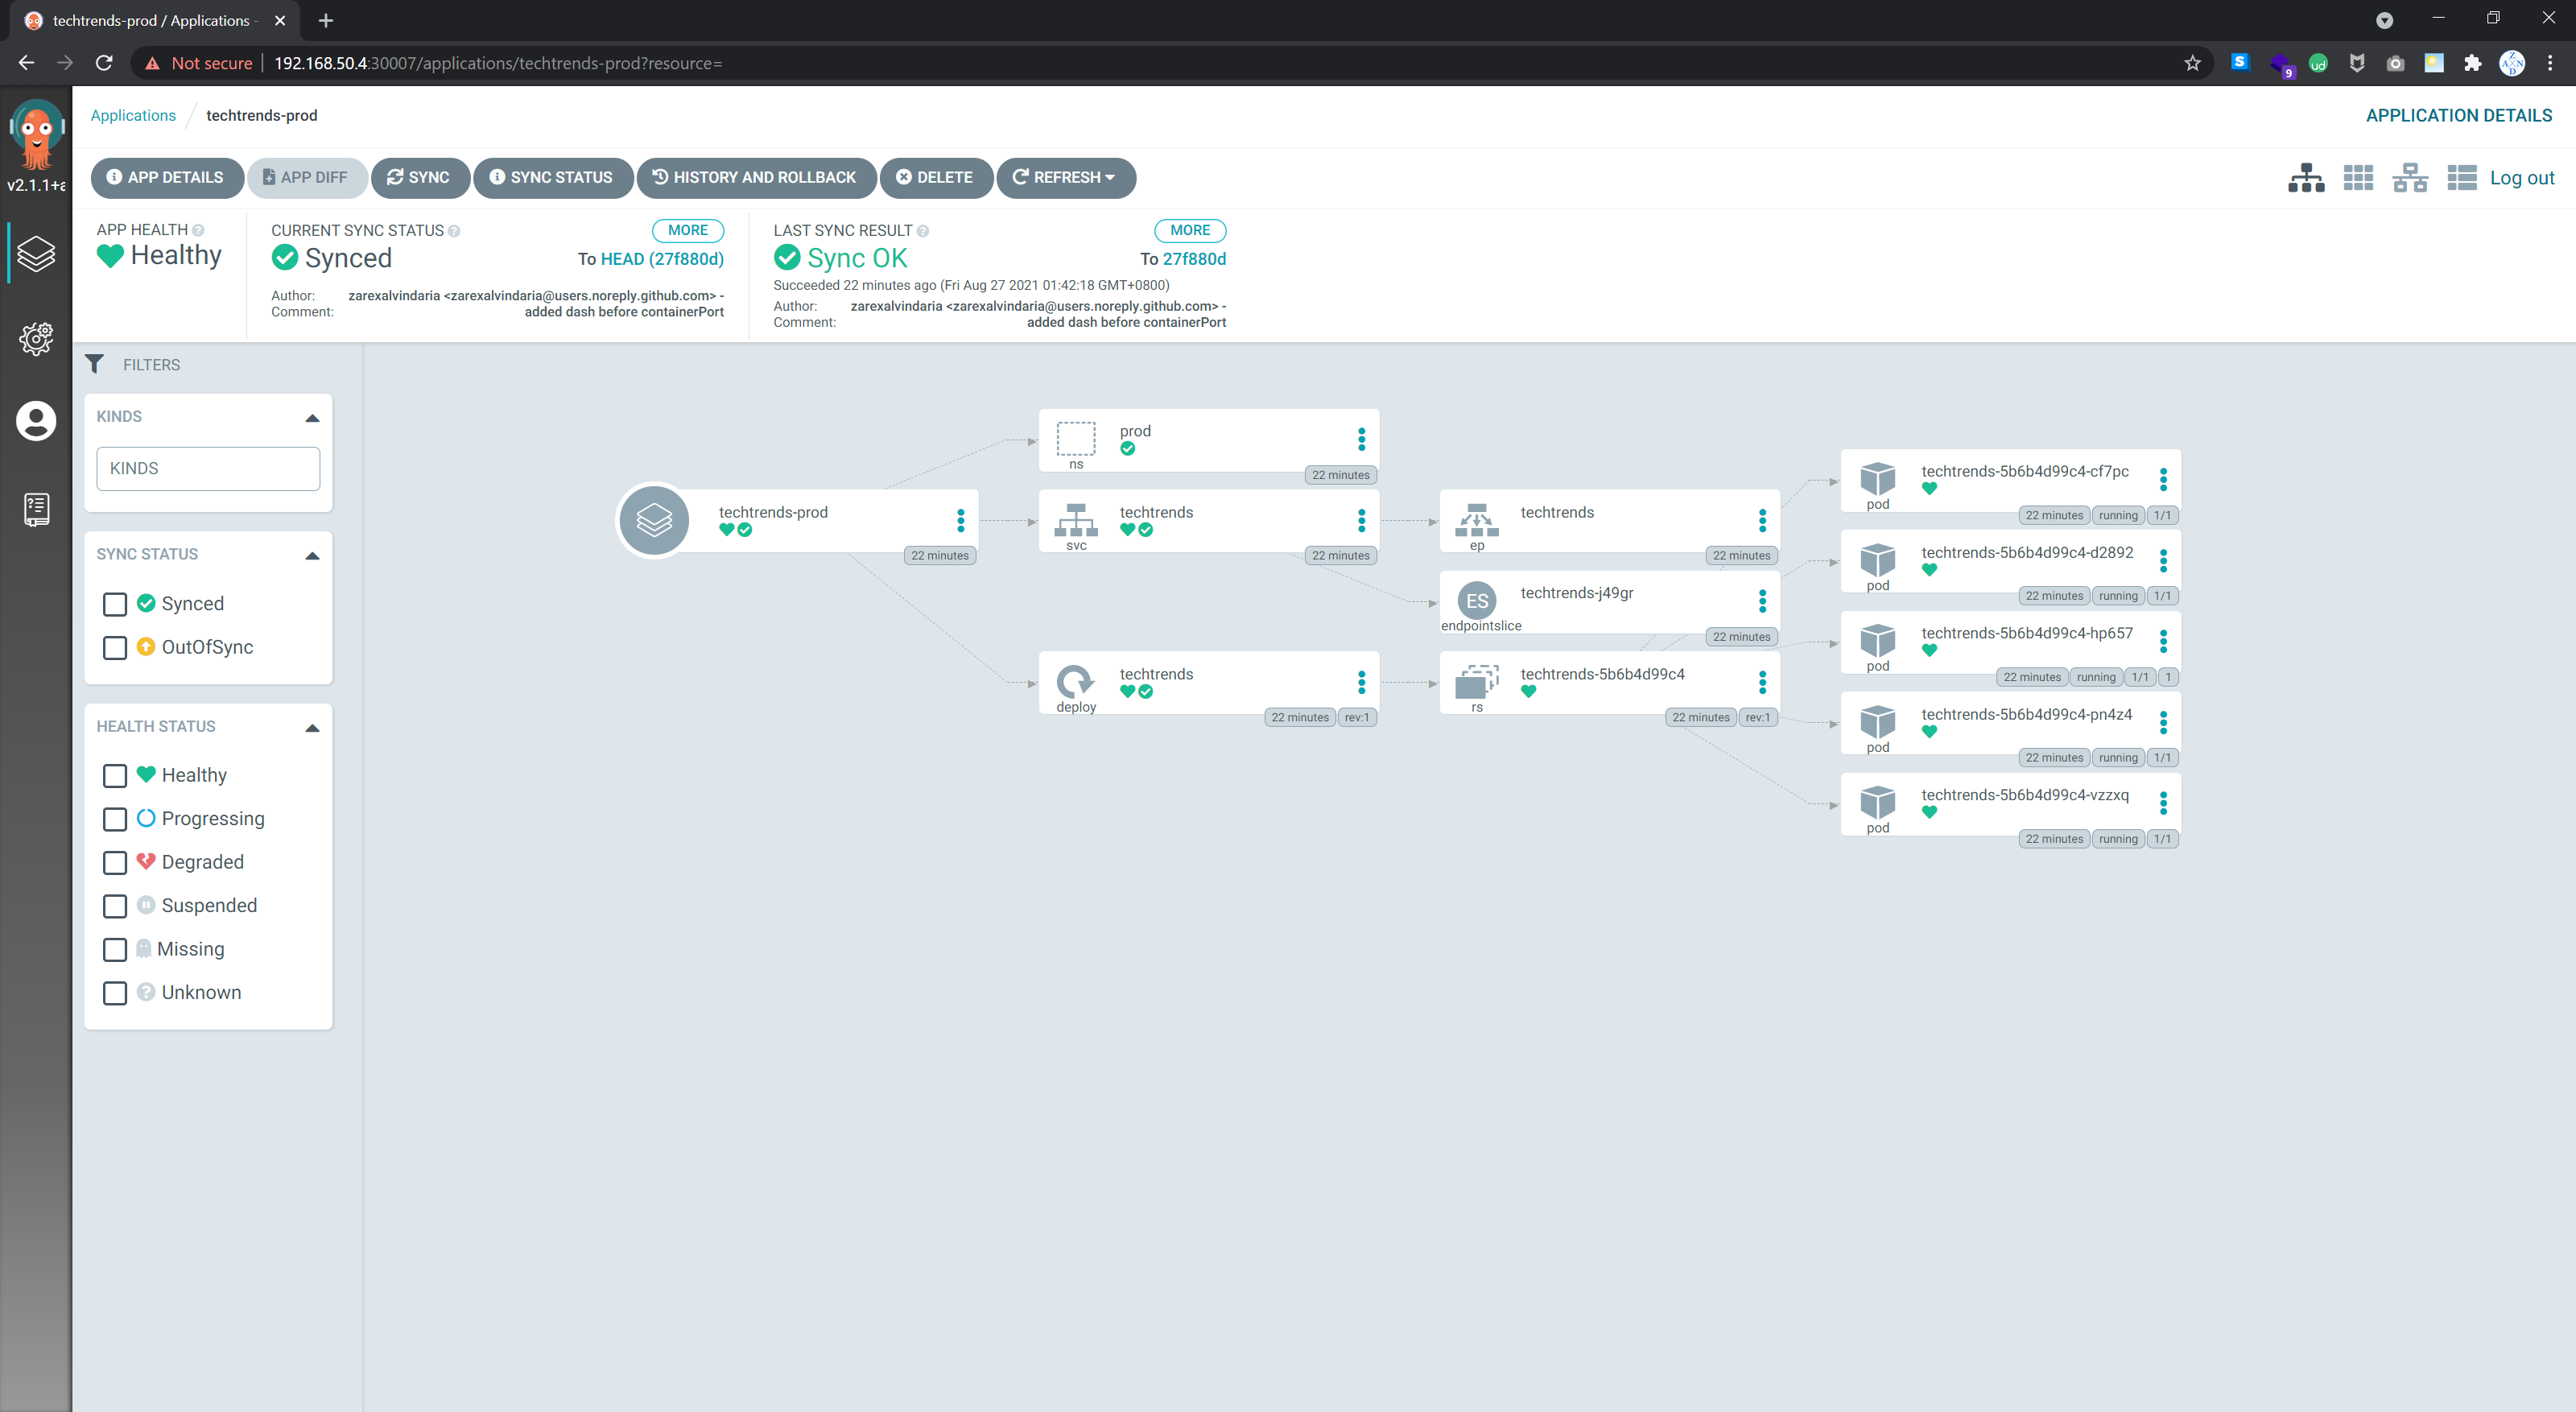 techtrends-prod / Applications -
Not secure 192.168.50.4:30007/applications/techtrends-prod?resource=
S
9
ud
v2.1.1+a
Applications techtrends-prod
APPLICATION DETAILS
APP DETAILS APP DIFF SYNC SYNC STATUS HISTORY AND ROLLBACK DELETE REFRESH
Log out
APP HEALTH
Healthy
CURRENT SYNC STATUS MORE
Synced To HEAD (27f880d)
Author: zarexalvindaria <zarexalvindaria@users.noreply.github.com> -
Comment: added dash before containerPort
LAST SYNC RESULT MORE
Sync OK To 27f880d
Succeeded 22 minutes ago (Fri Aug 27 2021 01:42:18 GMT+0800)
Author: zarexalvindaria <zarexalvindaria@users.noreply.github.com> -
Comment: added dash before containerPort
FILTERS
KINDS
KINDS
SYNC STATUS
Synced
OutOfSync
HEALTH STATUS
Healthy
Progressing
Degraded
Suspended
Missing
Unknown
techtrends-prod
22 minutes
prod
ns
22 minutes
techtrends
svc
22 minutes
techtrends
deploy
22 minutes rev:1
techtrends
ep
22 minutes
ES
techtrends-j49gr
endpointslice
22 minutes
techtrends-5b6b4d99c4
rs
22 minutes rev:1
techtrends-5b6b4d99c4-cf7pc
pod
22 minutes running 1/1
techtrends-5b6b4d99c4-d2892
pod
22 minutes running 1/1
techtrends-5b6b4d99c4-hp657
pod
22 minutes running 1/1 1
techtrends-5b6b4d99c4-pn4z4
pod
22 minutes running 1/1
techtrends-5b6b4d99c4-vzzxq
pod
22 minutes running 1/1